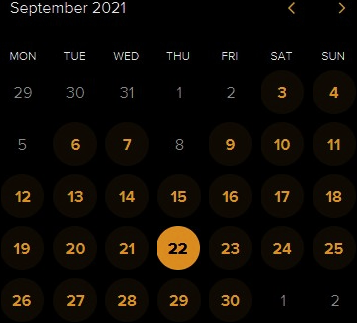 September 2021 < >
MON TUE WED THU FRI SAT SUN
29 30 31 1 2 3 4
5 6 7 8 9 10 11
12 13 14 15 16 17 18
19 20 21 22 23 24 25
26 27 28 29 30 1 2